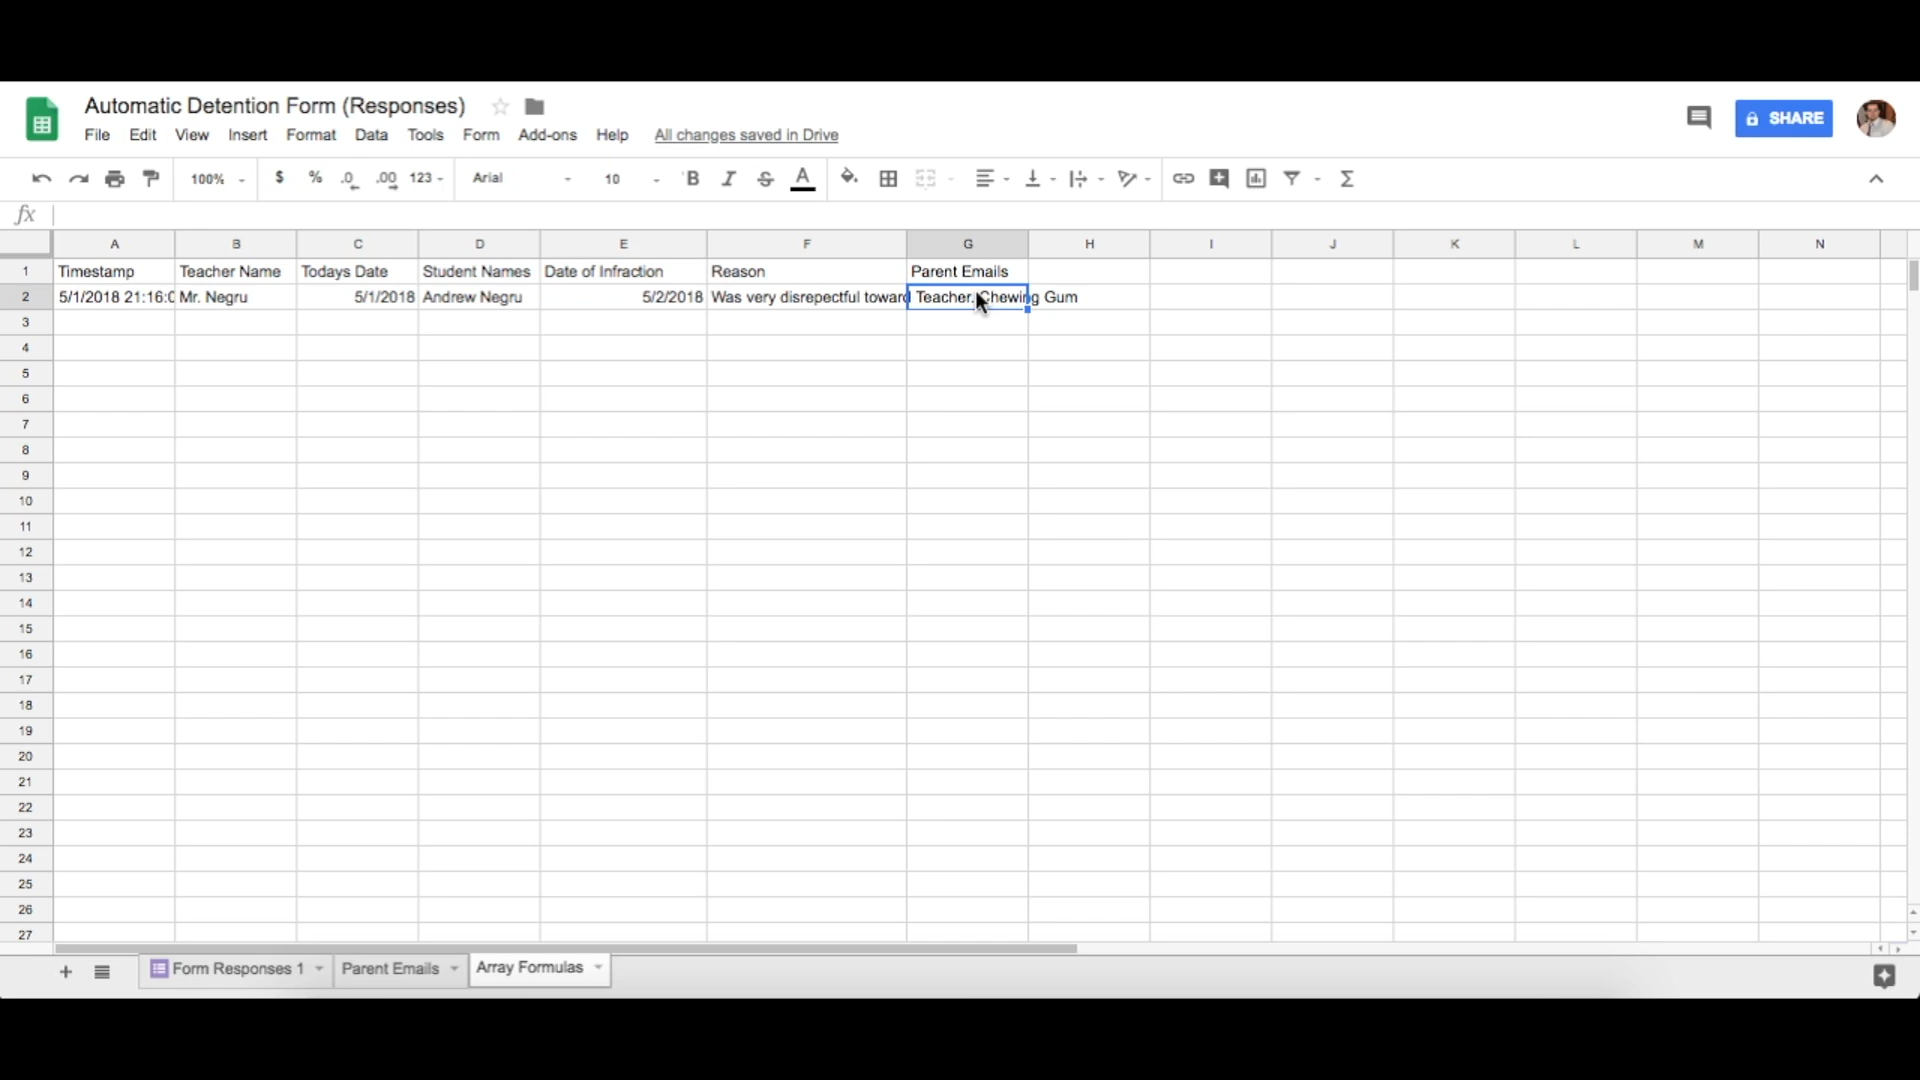 Automatic Detention Form (Responses)
File Edit View Insert Format Data Tools Form Add-ons Help All changes saved in Drive
SHARE
100% $ % .0 .00 123 Arial 10 B I S A Σ
fx
A B C D E F G H I J K L M N
1 Timestamp Teacher Name Todays Date Student Names Date of Infraction Reason Parent Emails
2 5/1/2018 21:16:0 Mr. Negru 5/1/2018 Andrew Negru 5/2/2018 Was very disrepectful toward Teacher. Chewing Gum
3
4
5
6
7
8
9
10
11
12
13
14
15
16
17
18
19
20
21
22
23
24
25
26
27
+ Form Responses 1 Parent Emails Array Formulas